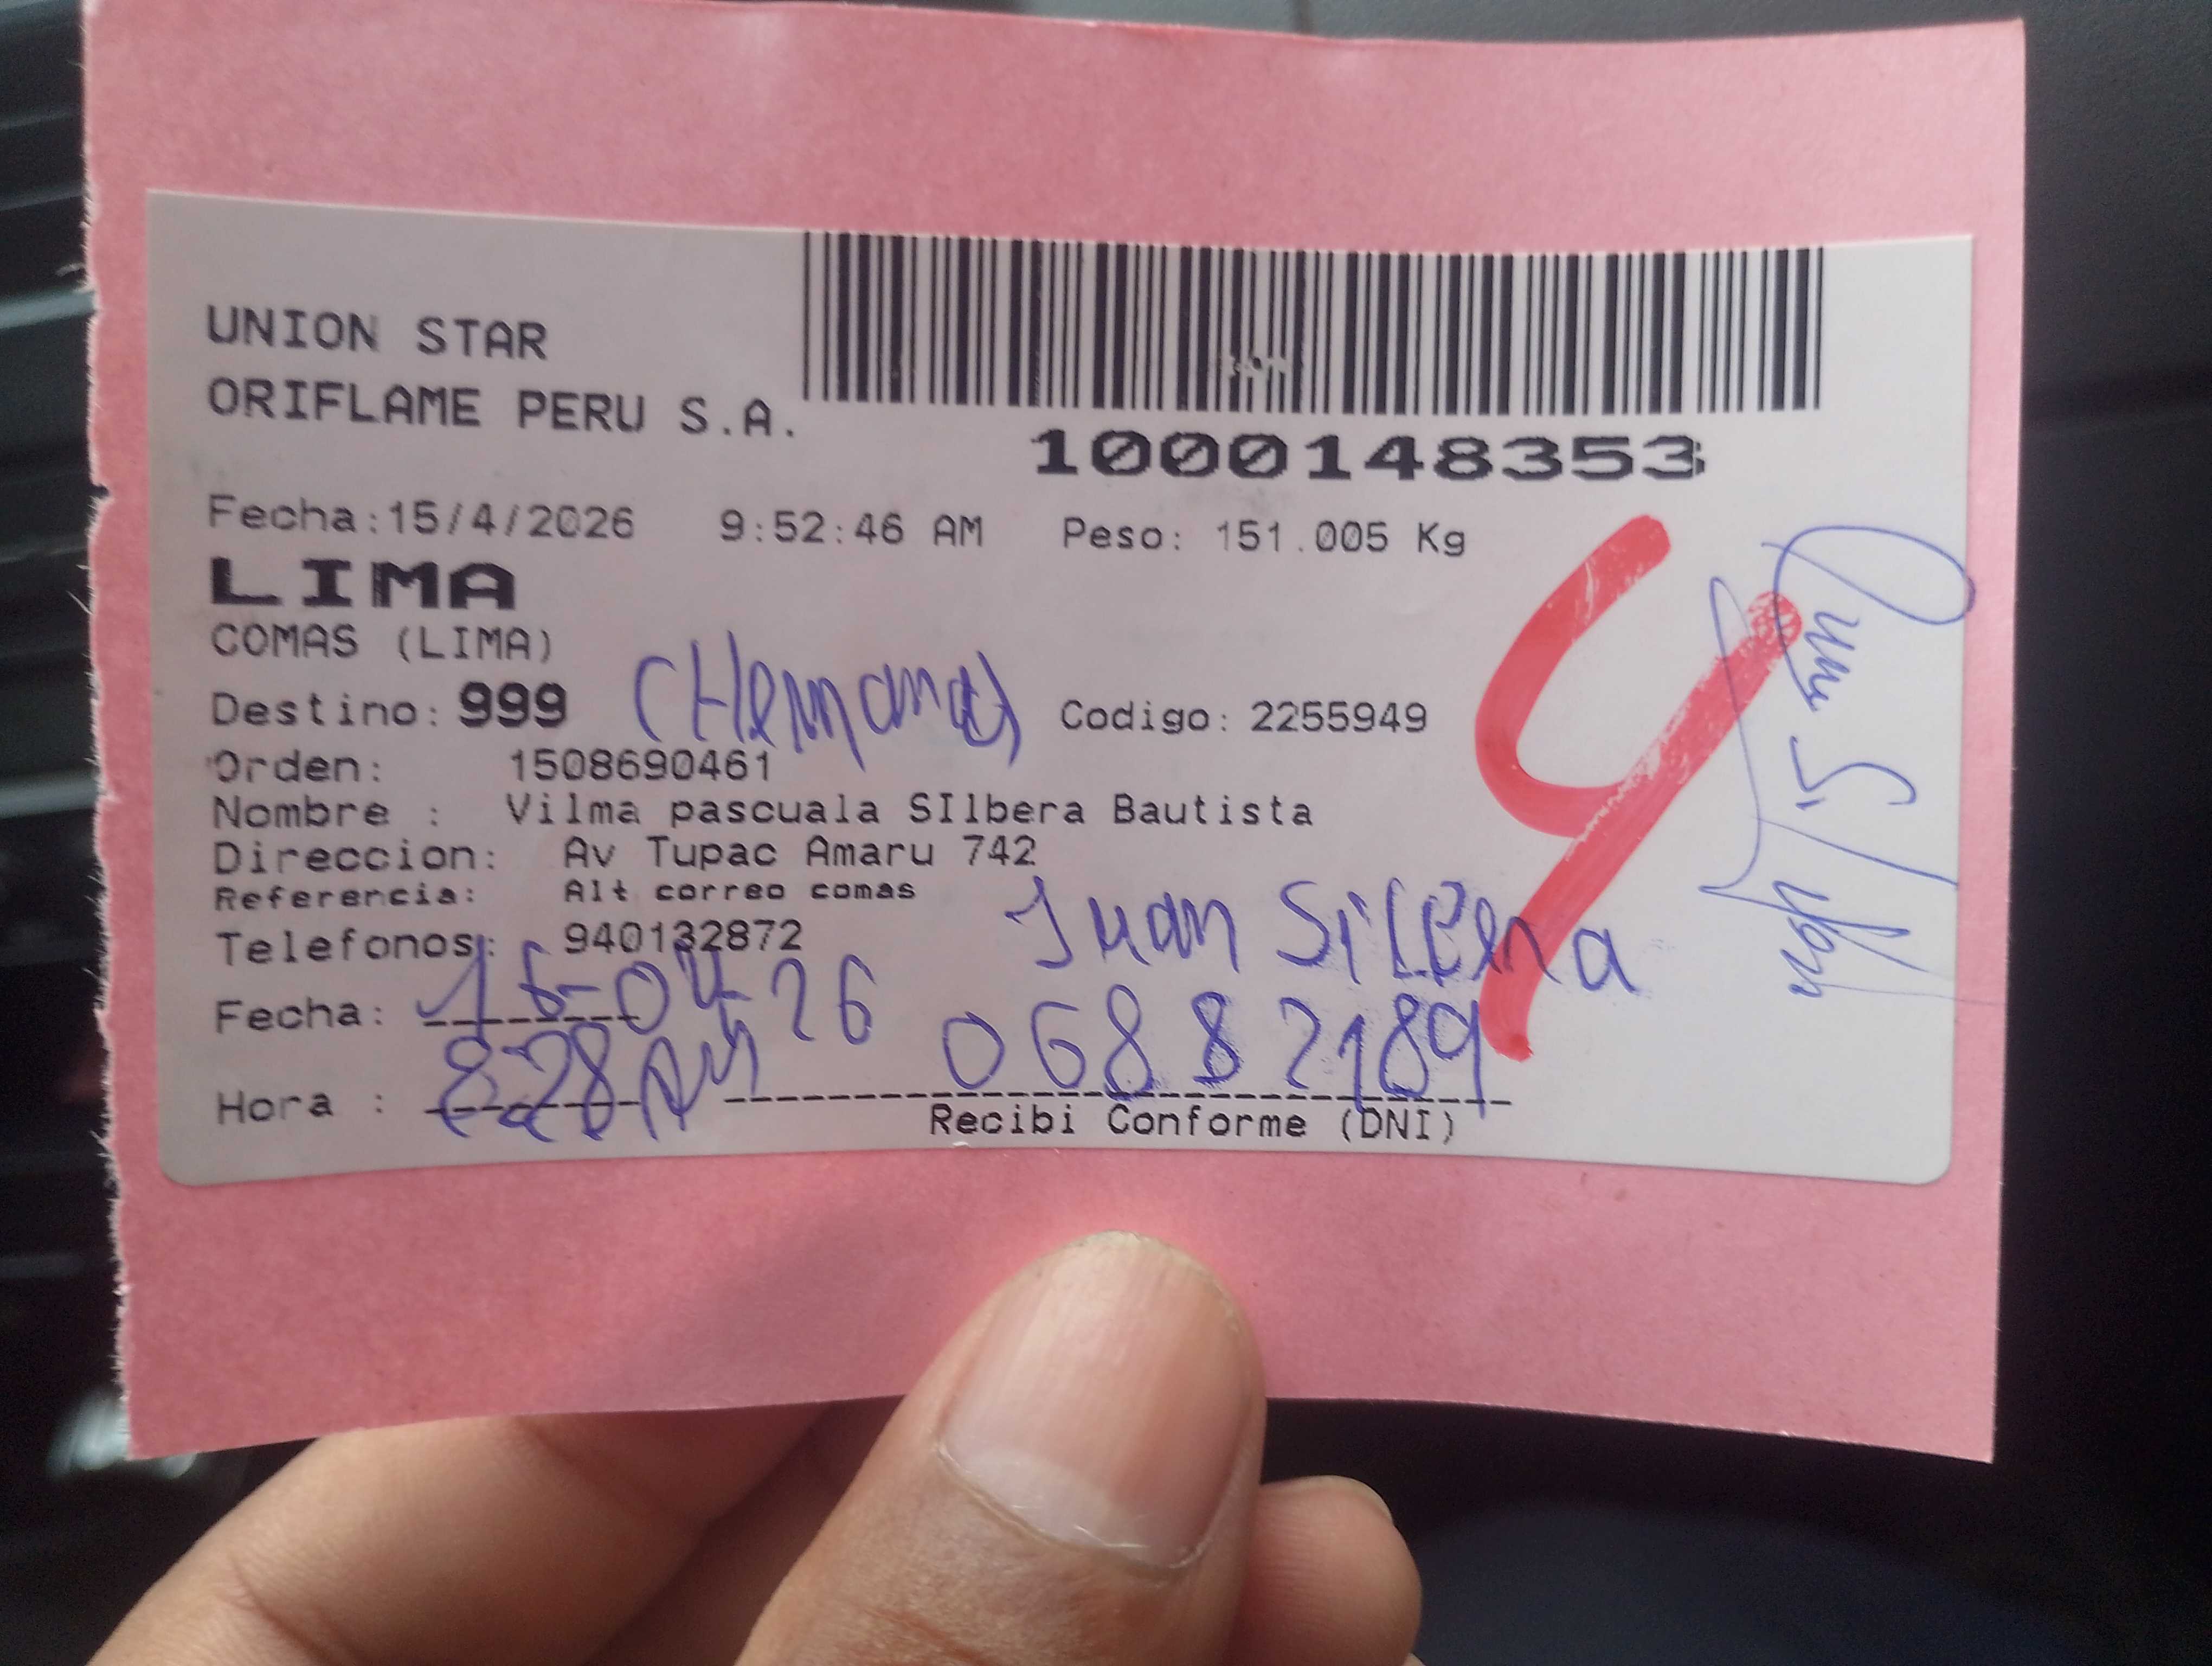 UNION STAR
ORIFLAME PERU S.A.
1000148353
Fecha:15/4/2026 9:52:46 AM Peso: 151.005 Kg
LIMA
COMAS (LIMA)
Destino: 999 (Hermano) Codigo: 2255949
Orden: 1508690461
Nombre : Vilma pascuala SIlbera Bautista
Direccion: Av Tupac Amaru 742
Referencia: Alt correo comas
Telefonos: 940132872
Juan Silbera
Fecha: 16-04-26
06882189
Hora : 8:28 AM
Recibi Conforme (DNI)